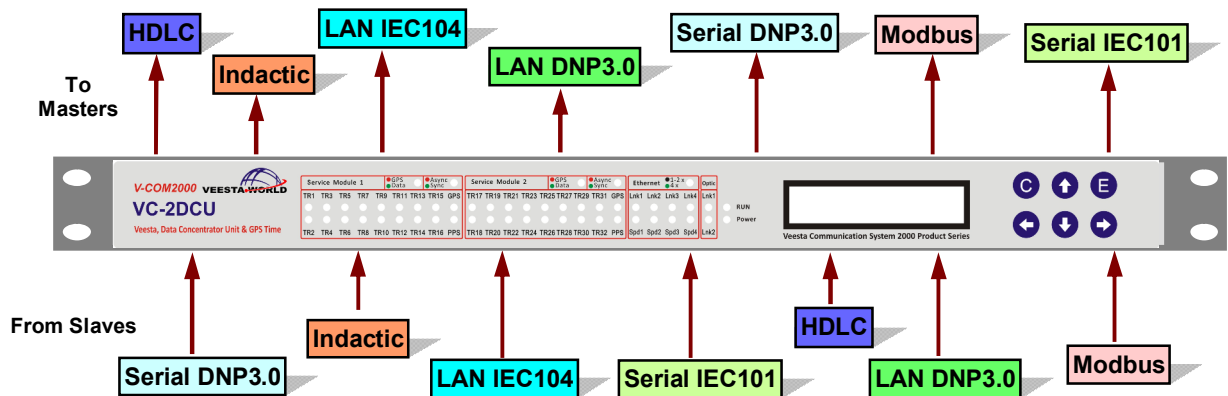 HDLC
Indactic
LAN IEC104
LAN DNP3.0
Serial DNP3.0
Modbus
Serial IEC101
To
Masters
V-COM2000 VEESTA-WORLD
VC-2DCU
Veesta, Data Concentrator Unit & GPS Time
Service Module 1 GPS Data Async Sync
TR1 TR3 TR5 TR7 TR9 TR11 TR13 TR15 GPS
TR2 TR4 TR6 TR8 TR10 TR12 TR14 TR16 PPS
Service Module 2 GPS Data Async Sync
TR17 TR19 TR21 TR23 TR25 TR27 TR29 TR31 GPS
TR18 TR20 TR22 TR24 TR26 TR28 TR30 TR32 PPS
Ethernet 1-2 x 4 x
Lnk1 Lnk2 Lnk3 Lnk4
Spd1 Spd2 Spd3 Spd4
Optic
Lnk1
Lnk2
RUN
Power
Veesta Communication System 2000 Product Series
C E
From Slaves
Serial DNP3.0
Indactic
LAN IEC104
Serial IEC101
HDLC
LAN DNP3.0
Modbus